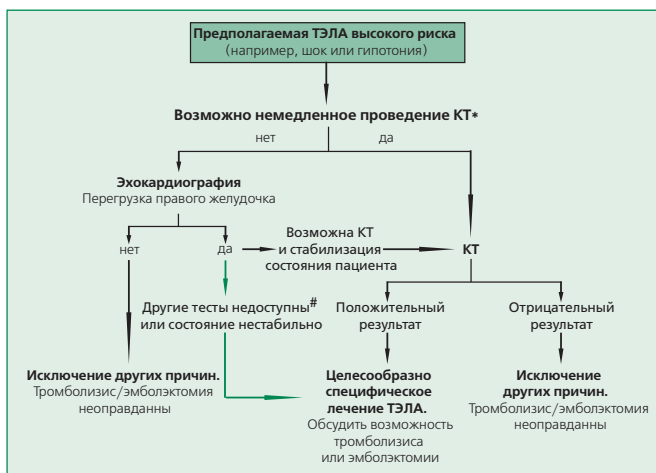 Предполагаемая ТЭЛА высокого риска
(например, шок или гипотония)
Возможно немедленное проведение КТ*
нет
да
Эхокардиография
Перегрузка правого желудочка
нет
да
Возможна КТ
и стабилизация
состояния пациента
КТ
Другие тесты недоступны#
или состояние нестабильно
Положительный
результат
Отрицательный
результат
Исключение других причин.
Тромболизис/эмболэктомия
неоправданны
Целесообразно
специфическое
лечение ТЭЛА.
Обсудить возможность
тромболизиса
или эмболэктомии
Исключение
других причин.
Тромболизис/эмболэктомия
неоправданны